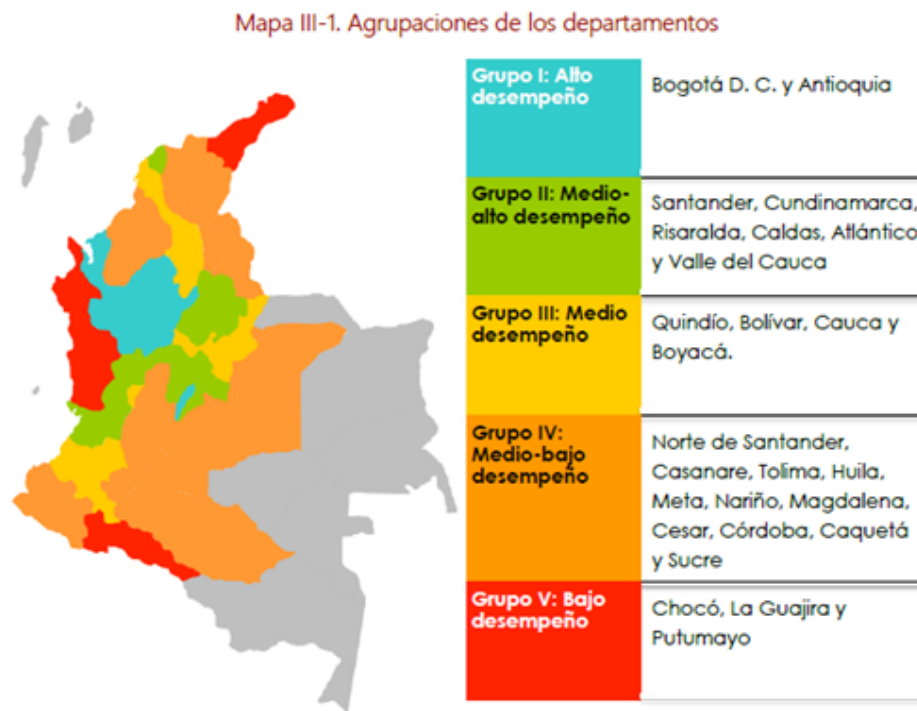 Mapa III-1. Agrupaciones de los departamentos
Grupo I: Alto
desempeño
Bogotá D. C. y Antioquia
Grupo II: Medio-
alto desempeño
Santander, Cundinamarca,
Risaralda, Caldas, Atlántico
y Valle del Cauca
Grupo III: Medio
desempeño
Quindío, Bolívar, Cauca y
Boyacá.
Grupo IV:
Medio-bajo
desempeño
Norte de Santander,
Casanare, Tolima, Huila,
Meta, Nariño, Magdalena,
Cesar, Córdoba, Caquetá
y Sucre
Grupo V: Bajo
desempeño
Chocó, La Guajira y
Putumayo